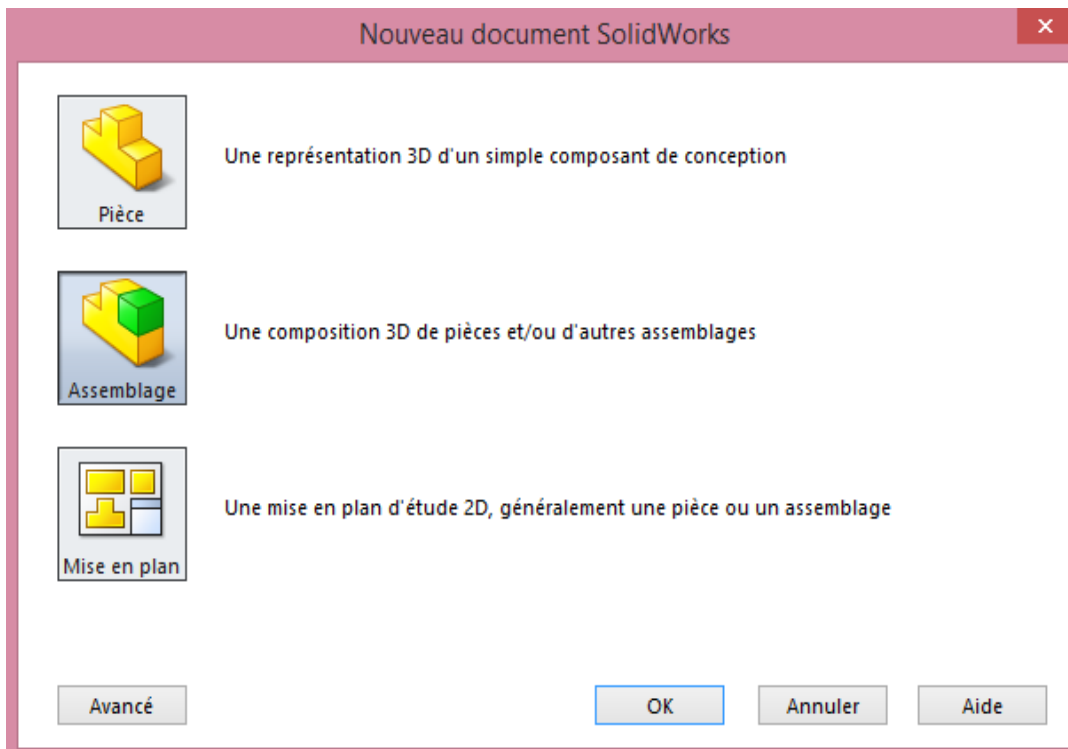 Nouveau document SolidWorks
Une représentation 3D d'un simple composant de conception
Pièce
Une composition 3D de pièces et/ou d'autres assemblages
Assemblage
Une mise en plan d'étude 2D, généralement une pièce ou un assemblage
Mise en plan
Avancé OK Annuler Aide